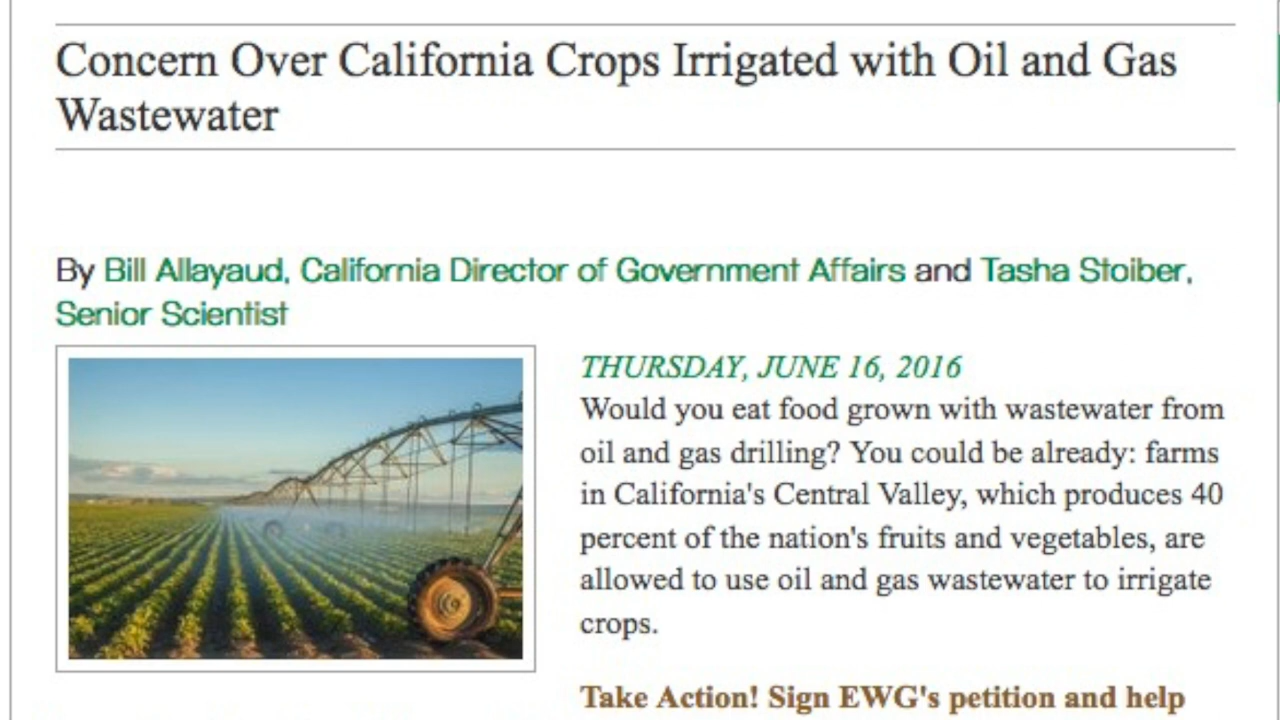 Concern Over California Crops Irrigated with Oil and Gas
Wastewater
By Bill Allayaud, California Director of Government Affairs and Tasha Stoiber,
Senior Scientist
THURSDAY, JUNE 16, 2016
Would you eat food grown with wastewater from
oil and gas drilling? You could be already: farms
in California's Central Valley, which produces 40
percent of the nation's fruits and vegetables, are
allowed to use oil and gas wastewater to irrigate
crops.
Take Action! Sign EWG's petition and help